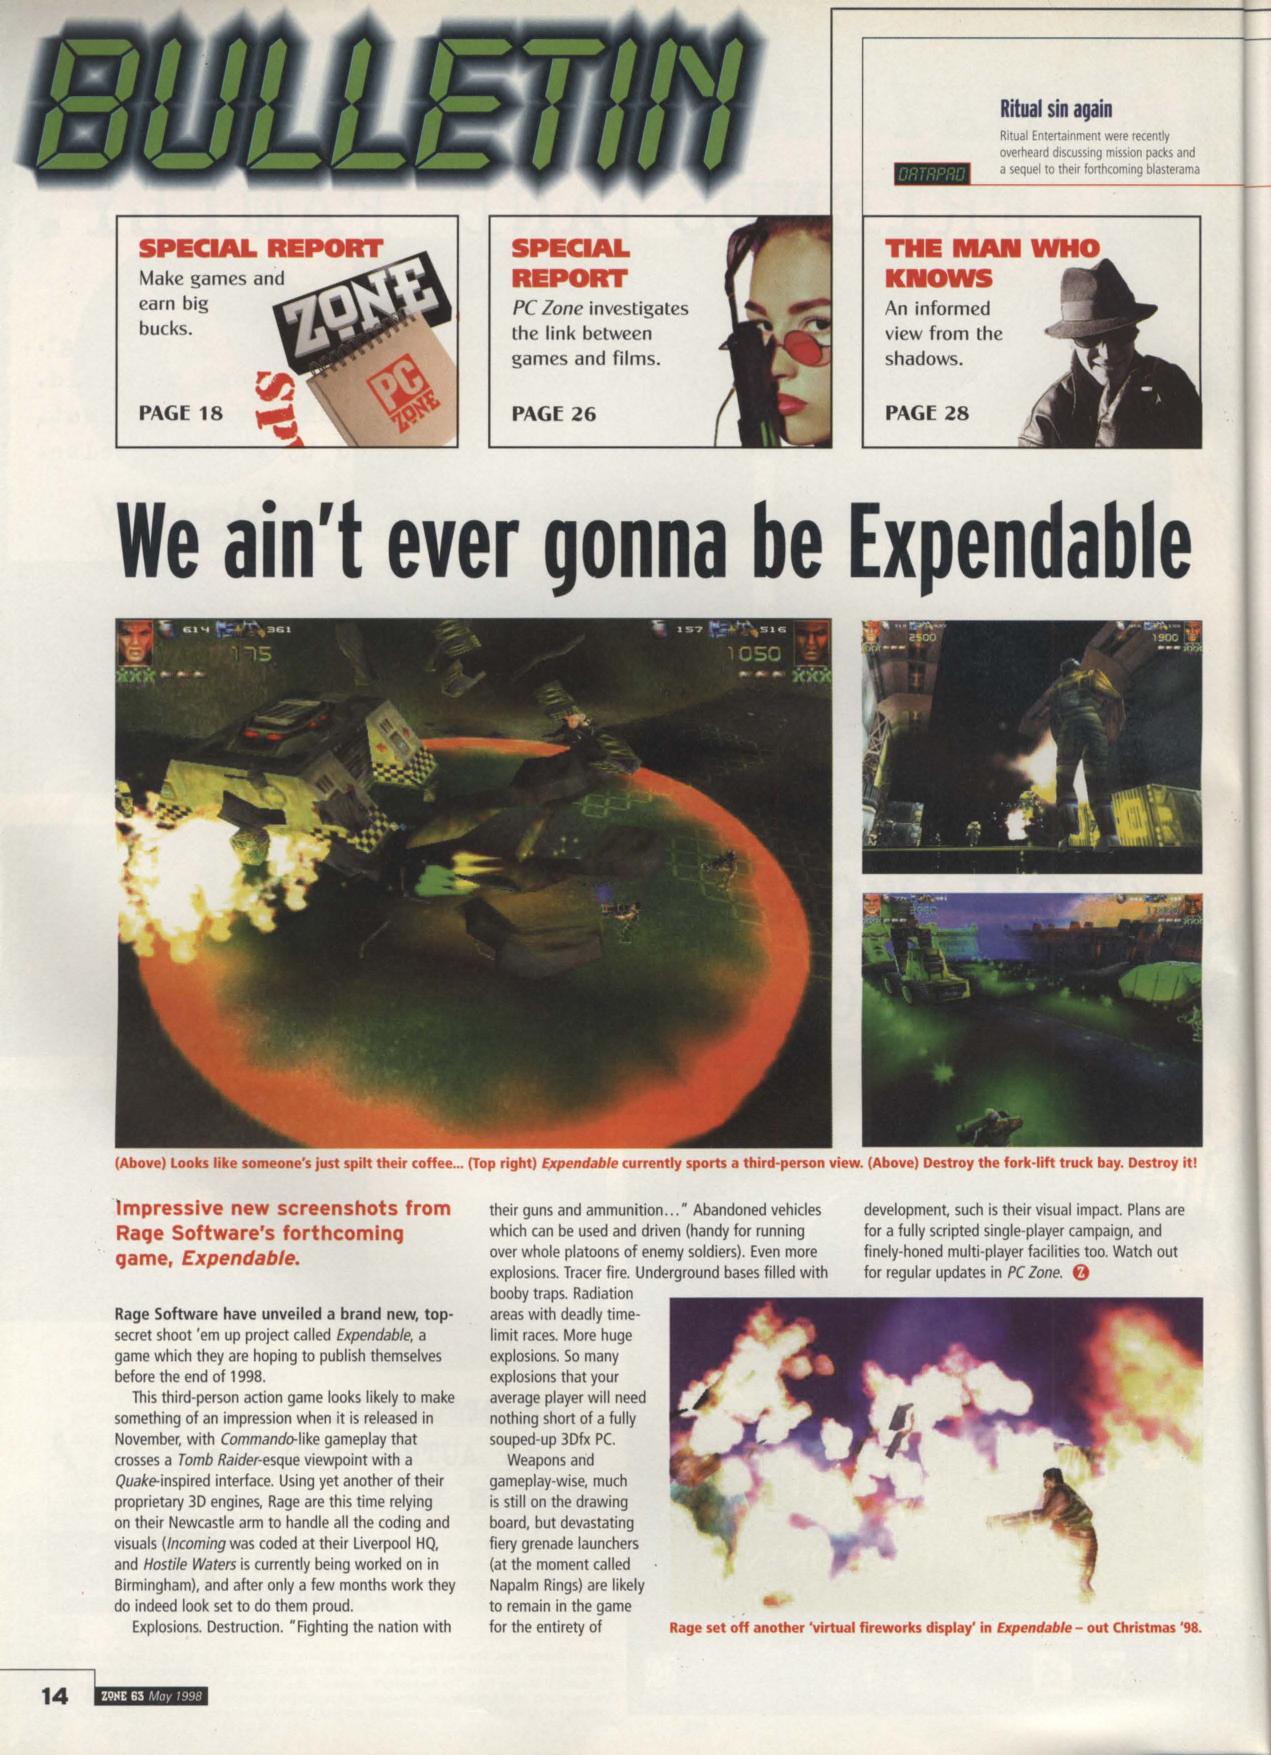 BULLETIN
Ritual sin again
Ritual Entertainment were recently
overheard discussing mission packs and
a sequel to their forthcoming blasterama
DATAPAD
SPECIAL REPORT
Make games and
earn big
bucks.
PAGE 18
ZONE
PC
ZONE
SPECIAL
REPORT
PC Zone investigates
the link between
games and films.
PAGE 26
THE MAN WHO
KNOWS
An informed
view from the
shadows.
PAGE 28
We ain't ever gonna be Expendable
614 361
175
157 516
1050
XXX
XXX
2500
1900
(Above) Looks like someone's just spilt their coffee... (Top right) Expendable currently sports a third-person view. (Above) Destroy the fork-lift truck bay. Destroy it!
Impressive new screenshots from
Rage Software's forthcoming
game, Expendable.
Rage Software have unveiled a brand new, top-
secret shoot 'em up project called Expendable, a
game which they are hoping to publish themselves
before the end of 1998.
This third-person action game looks likely to make
something of an impression when it is released in
November, with Commando-like gameplay that
crosses a Tomb Raider-esque viewpoint with a
Quake-inspired interface. Using yet another of their
proprietary 3D engines, Rage are this time relying
on their Newcastle arm to handle all the coding and
visuals (Incoming was coded at their Liverpool HQ,
and Hostile Waters is currently being worked on in
Birmingham), and after only a few months work they
do indeed look set to do them proud.
Explosions. Destruction. "Fighting the nation with
their guns and ammunition..." Abandoned vehicles
which can be used and driven (handy for running
over whole platoons of enemy soldiers). Even more
explosions. Tracer fire. Underground bases filled with
booby traps. Radiation
areas with deadly time-
limit races. More huge
explosions. So many
explosions that your
average player will need
nothing short of a fully
souped-up 3Dfx PC.
Weapons and
gameplay-wise, much
is still on the drawing
board, but devastating
fiery grenade launchers
(at the moment called
Napalm Rings) are likely
to remain in the game
for the entirety of
development, such is their visual impact. Plans are
for a fully scripted single-player campaign, and
finely-honed multi-player facilities too. Watch out
for regular updates in PC Zone. Z
Rage set off another 'virtual fireworks display' in Expendable – out Christmas '98.
14
ZONE 63 May 1998